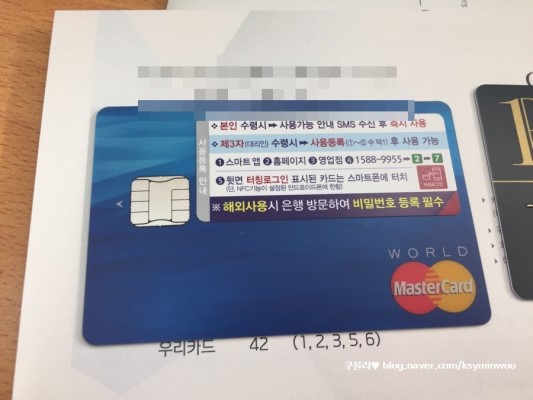 ❖ 본인 수령시 ➡ 사용가능 안내 SMS 수신 후 즉시 사용
❖ 제3자(대리인) 수령시 ➡ 사용등록(①~⑤ 中 택1) 후 사용 가능
사용등록 안내
❶ 스마트 앱 ❷ 홈페이지 ❸ 영업점 ❹ 1588-9955 ➡ 2 ➡ 7
❺ 뒷면 터칭로그인 표시된 카드는 스마트폰에 터치
(단, NFC기능이 설정된 안드로이드폰에 한함)
※ 해외사용시 은행 방문하여 비밀번호 등록 필수
WORLD
MasterCard
우리카드 42 (1, 2, 3, 5, 6)
쿠블리♥ blog.naver.com/ksyminwoo